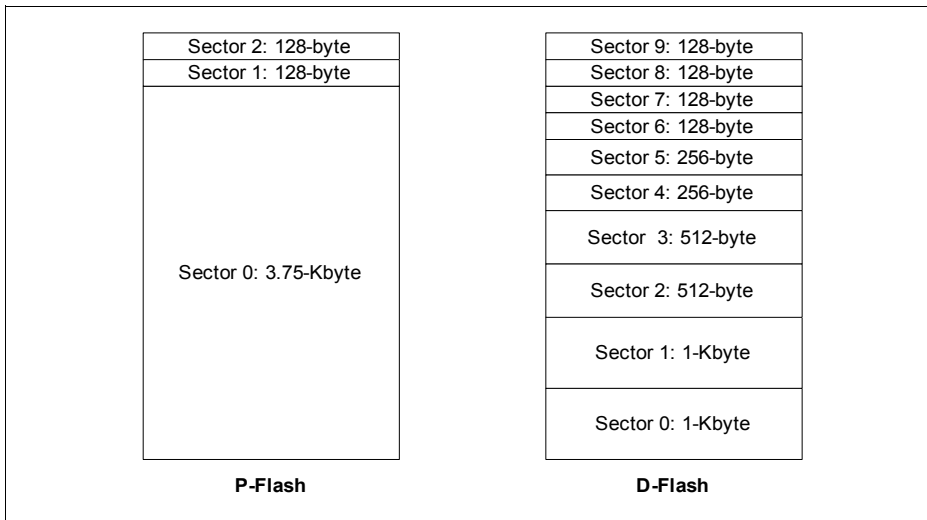 Sector 2: 128-byte
Sector 1: 128-byte
Sector 0: 3.75-Kbyte
P-Flash
Sector 9: 128-byte
Sector 8: 128-byte
Sector 7: 128-byte
Sector 6: 128-byte
Sector 5: 256-byte
Sector 4: 256-byte
Sector 3: 512-byte
Sector 2: 512-byte
Sector 1: 1-Kbyte
Sector 0: 1-Kbyte
D-Flash